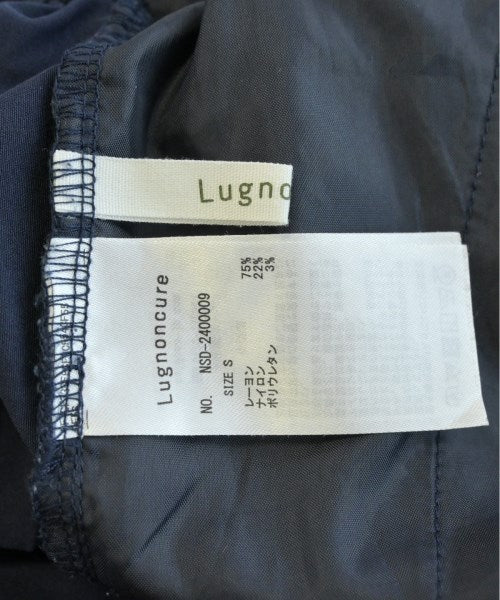 Lugno
Lugnoncure
NO. NSD-2400009
SIZE S
レーヨン 75%
ナイロン 22%
ポリウレタン 3%